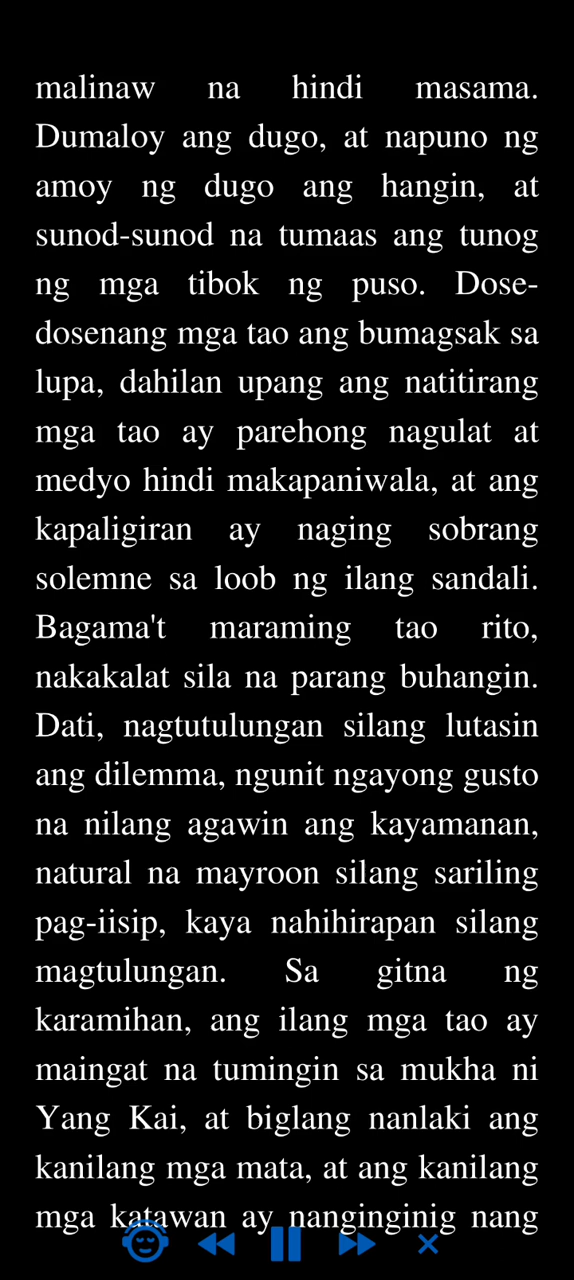 malinaw na hindi masama.
Dumaloy ang dugo, at napuno ng
amoy ng dugo ang hangin, at
sunod-sunod na tumaas ang tunog
ng mga tibok ng puso. Dose-
dosenang mga tao ang bumagsak sa
lupa, dahilan upang ang natitirang
mga tao ay parehong nagulat at
medyo hindi makapaniwala, at ang
kapaligiran ay naging sobrang
solemne sa loob ng ilang sandali.
Bagama't maraming tao rito,
nakakalat sila na parang buhangin.
Dati, nagtutulungan silang lutasin
ang dilemma, ngunit ngayong gusto
na nilang agawin ang kayamanan,
natural na mayroon silang sariling
pag-iisip, kaya nahihirapan silang
magtulungan. Sa gitna ng
karamihan, ang ilang mga tao ay
maingat na tumingin sa mukha ni
Yang Kai, at biglang nanlaki ang
kanilang mga mata, at ang kanilang
mga katawan ay nanginginig nang